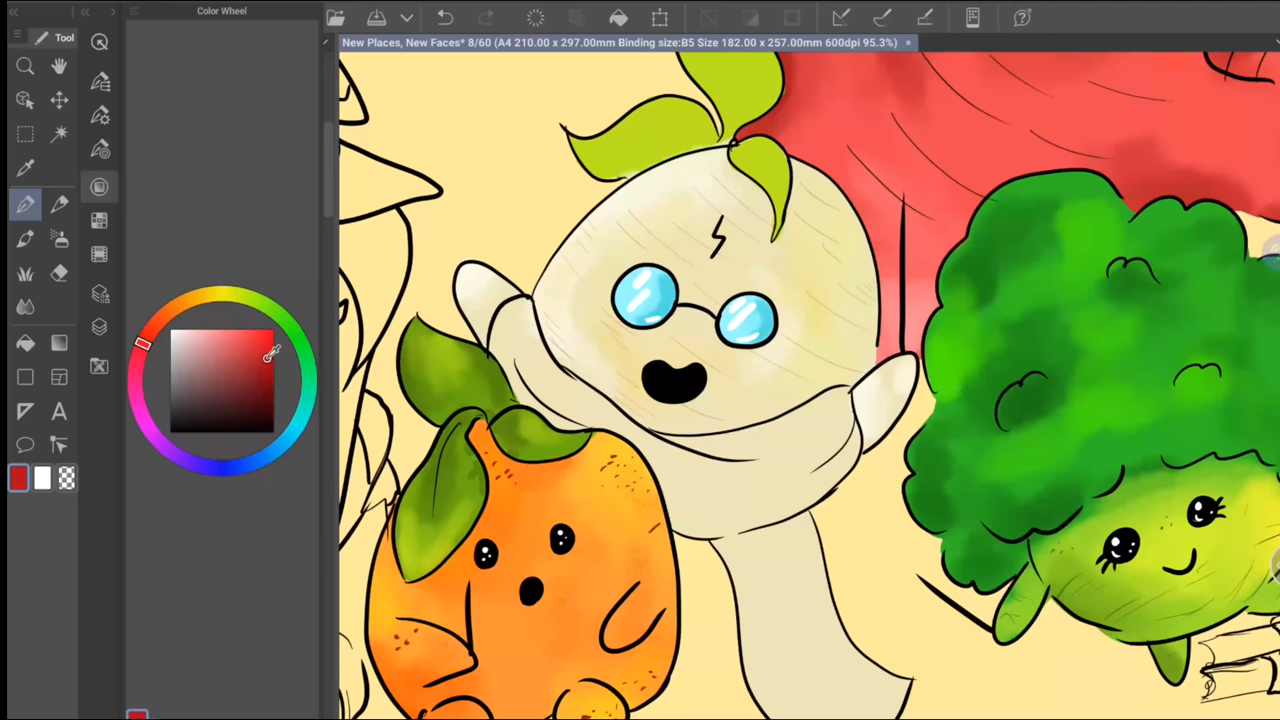 Color Wheel
Tool
New Places, New Faces* 8/60 (A4 210.00 x 297.00mm Binding size:B5 Size 182.00 x 257.00mm 600dpi 95.3%)